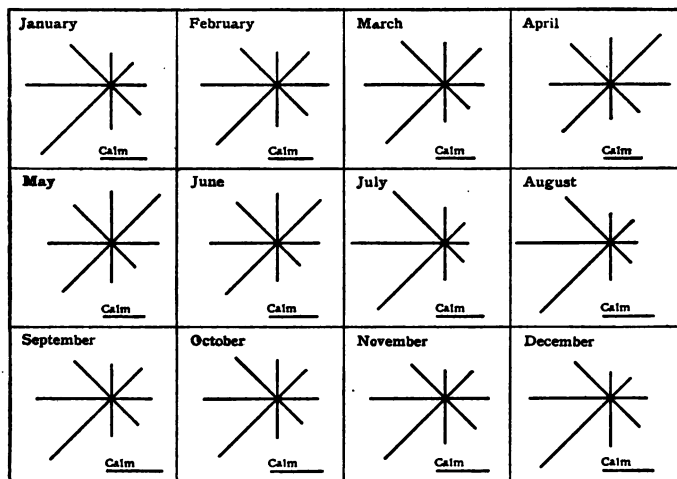 January February March April
Calm Calm Calm Calm
May June July August
Calm Calm Calm Calm
September October November December
Calm Calm Calm Calm